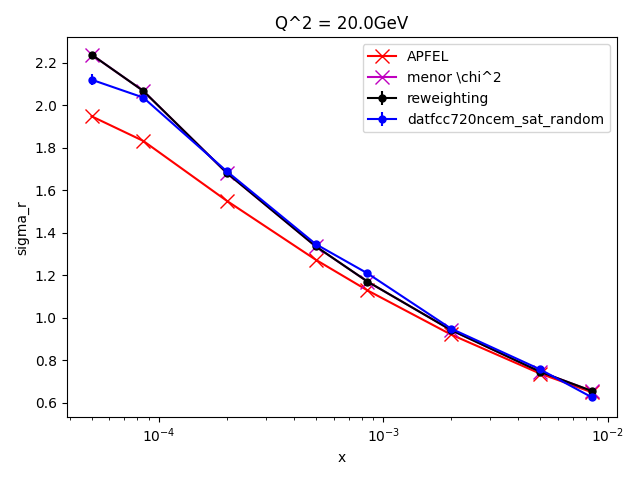 Q^2 = 20.0GeV
APFEL
menor \chi^2
reweighting
datfcc720ncem_sat_random
sigma_r
2.2
2.0
1.8
1.6
1.4
1.2
1.0
0.8
0.6
10^{-4}
10^{-3}
10^{-2}
x